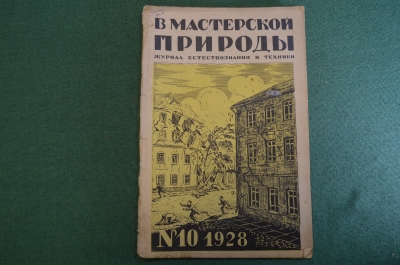 В МАСТЕРСКОЙ
ПРИРОДЫ
ЖУРНАЛ ЕСТЕСТВОЗНАНИЯ И ТЕХНИКИ
№10 1928